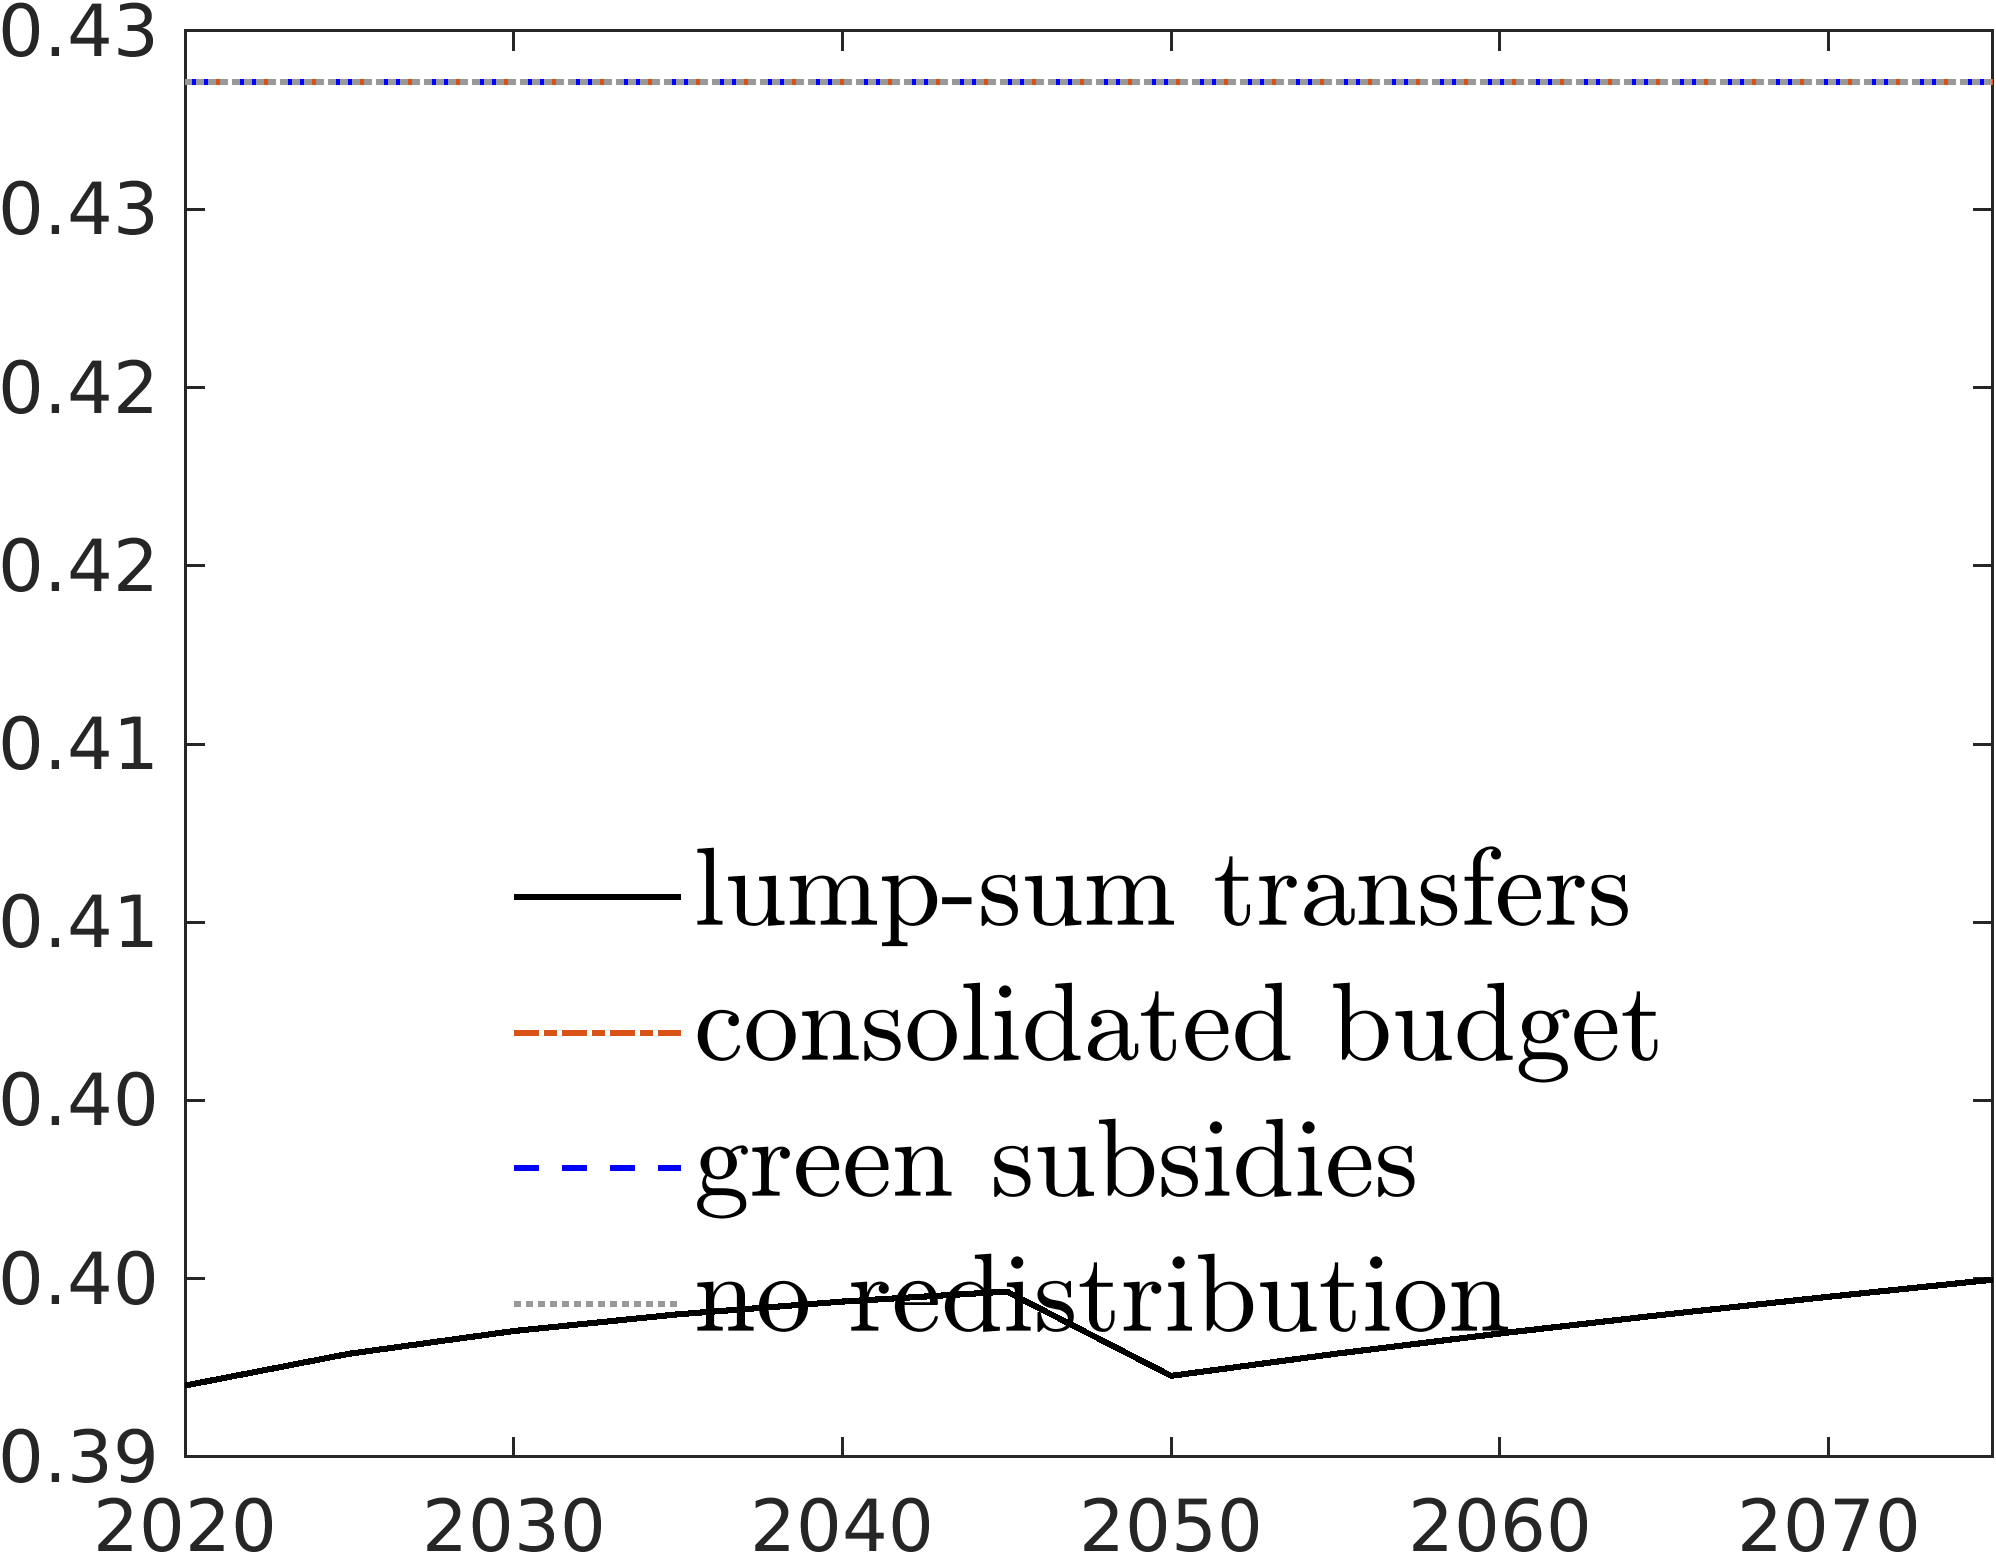 0.43
0.43
0.42
0.42
0.41
0.41
0.40
0.40
0.39
lump-sum transfers
consolidated budget
green subsidies
no redistribution
2020 2030 2040 2050 2060 2070